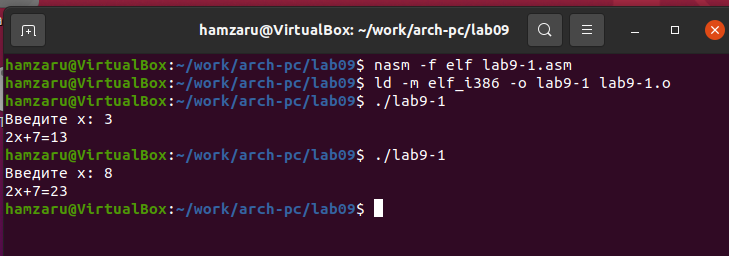 hamzaru@VirtualBox: ~/work/arch-pc/lab09
hamzaru@VirtualBox:~/work/arch-pc/lab09$ nasm -f elf lab9-1.asm
hamzaru@VirtualBox:~/work/arch-pc/lab09$ ld -m elf_i386 -o lab9-1 lab9-1.o
hamzaru@VirtualBox:~/work/arch-pc/lab09$ ./lab9-1
Введите x: 3
2x+7=13
hamzaru@VirtualBox:~/work/arch-pc/lab09$ ./lab9-1
Введите x: 8
2x+7=23
hamzaru@VirtualBox:~/work/arch-pc/lab09$